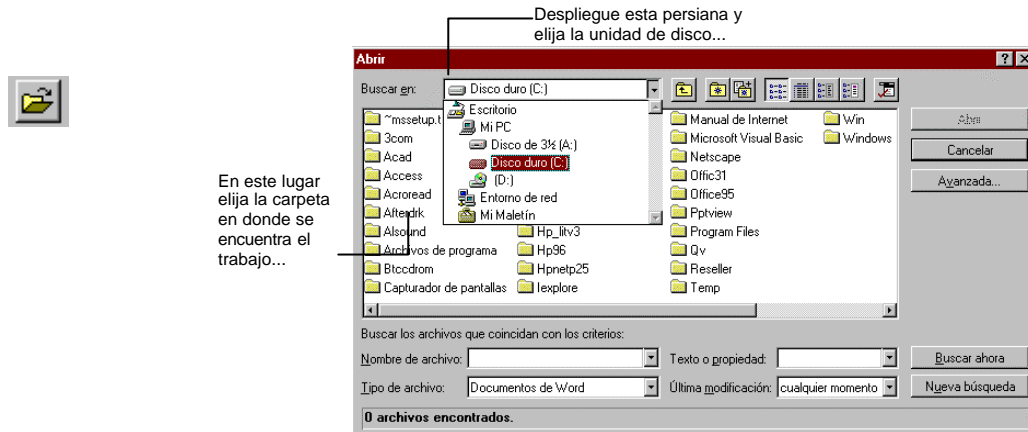 Despliegue esta persiana y
elija la unidad de disco...
Abrir
Buscar en:
Disco duro (C:)
Escritorio
Mi PC
Disco de 3½ (A:)
Disco duro (C:)
(D:)
Entorno de red
Mi Maletín
~mssetup.t
3com
Acad
Access
Acroread
Afterdrk
Alsound
Archivos de programa
Btccdrom
Capturador de pantallas
Hp_litv3
Hp96
Hpnetp25
Iexplore
Manual de Internet
Microsoft Visual Basic
Netscape
Offic31
Office95
Pptview
Program Files
Qv
Reseller
Temp
Win
Windows
Abrir
Cancelar
Avanzada...
En este lugar
elija la carpeta
en donde se
encuentra el
trabajo...
Buscar los archivos que coincidan con los criterios:
Nombre de archivo:
Texto o propiedad:
Buscar ahora
Tipo de archivo:
Documentos de Word
Última modificación:
cualquier momento
Nueva búsqueda
0 archivos encontrados.